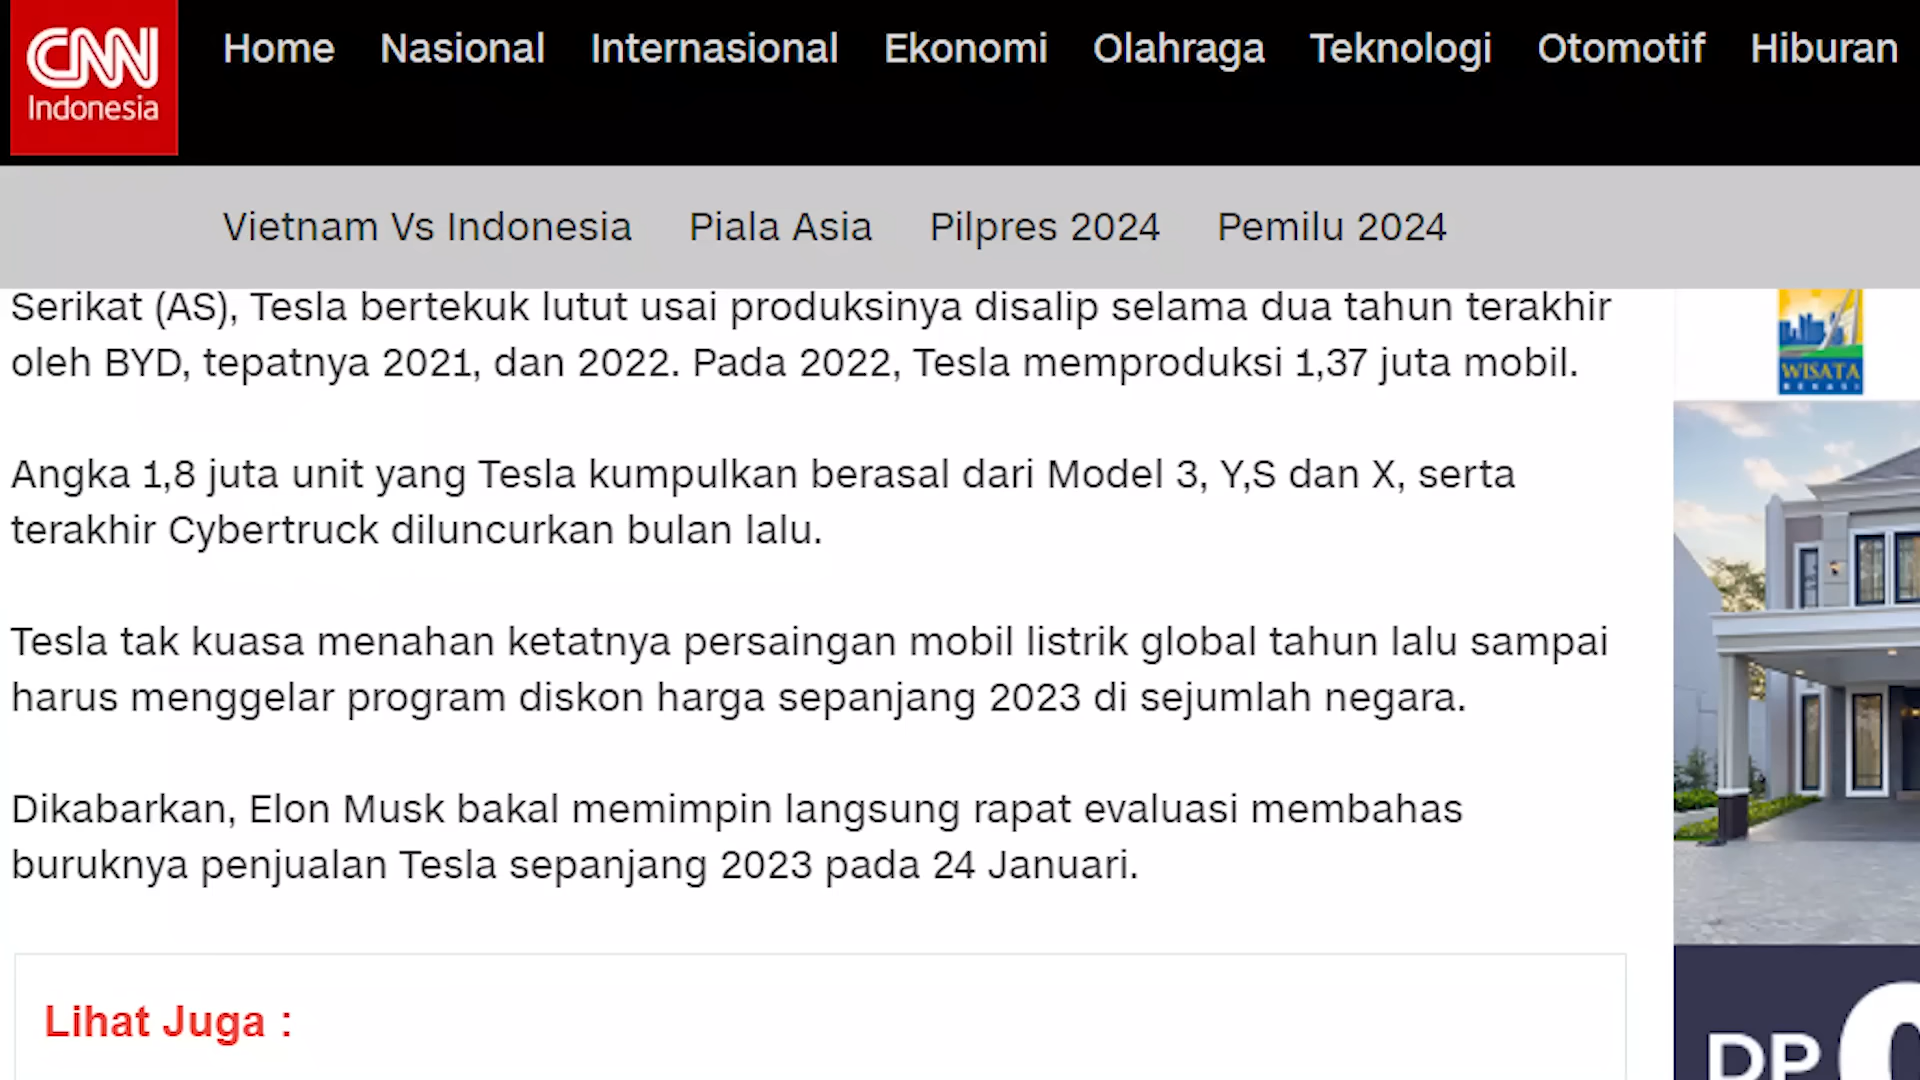 CNN
Indonesia
Home Nasional Internasional Ekonomi Olahraga Teknologi Otomotif Hiburan
Vietnam Vs Indonesia Piala Asia Pilpres 2024 Pemilu 2024
Serikat (AS), Tesla bertekuk lutut usai produksinya disalip selama dua tahun terakhir
oleh BYD, tepatnya 2021, dan 2022. Pada 2022, Tesla memproduksi 1,37 juta mobil.
Angka 1,8 juta unit yang Tesla kumpulkan berasal dari Model 3, Y,S dan X, serta
terakhir Cybertruck diluncurkan bulan lalu.
Tesla tak kuasa menahan ketatnya persaingan mobil listrik global tahun lalu sampai
harus menggelar program diskon harga sepanjang 2023 di sejumlah negara.
Dikabarkan, Elon Musk bakal memimpin langsung rapat evaluasi membahas
buruknya penjualan Tesla sepanjang 2023 pada 24 Januari.
Lihat Juga :
WISATA
BEKASI
DP